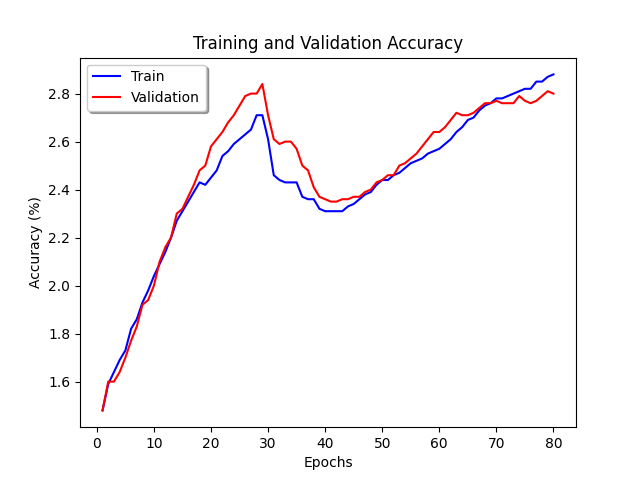 Training and Validation Accuracy
Train
Validation
Accuracy (%)
2.8
2.6
2.4
2.2
2.0
1.8
1.6
0 10 20 30 40 50 60 70 80
Epochs